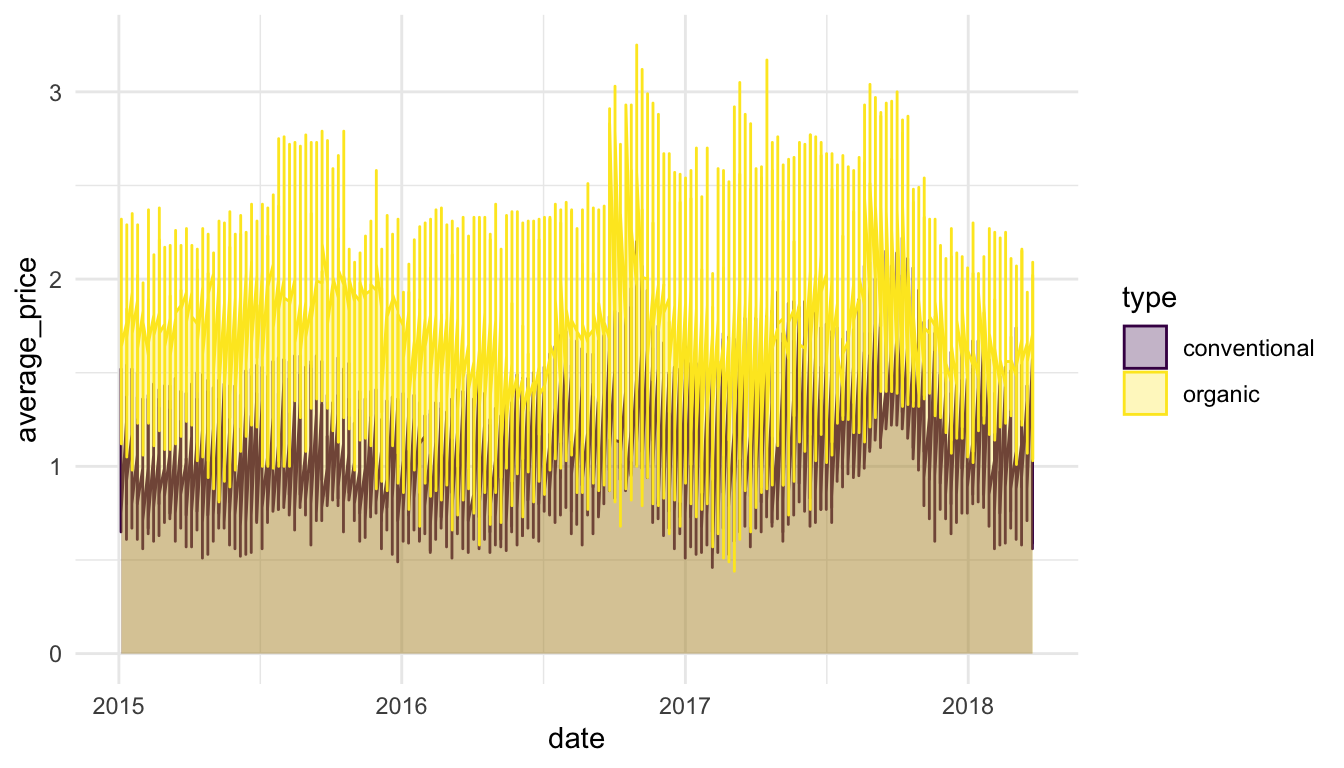 3
2
1
0
average_price
2015
2016
2017
2018
date
type
conventional
organic